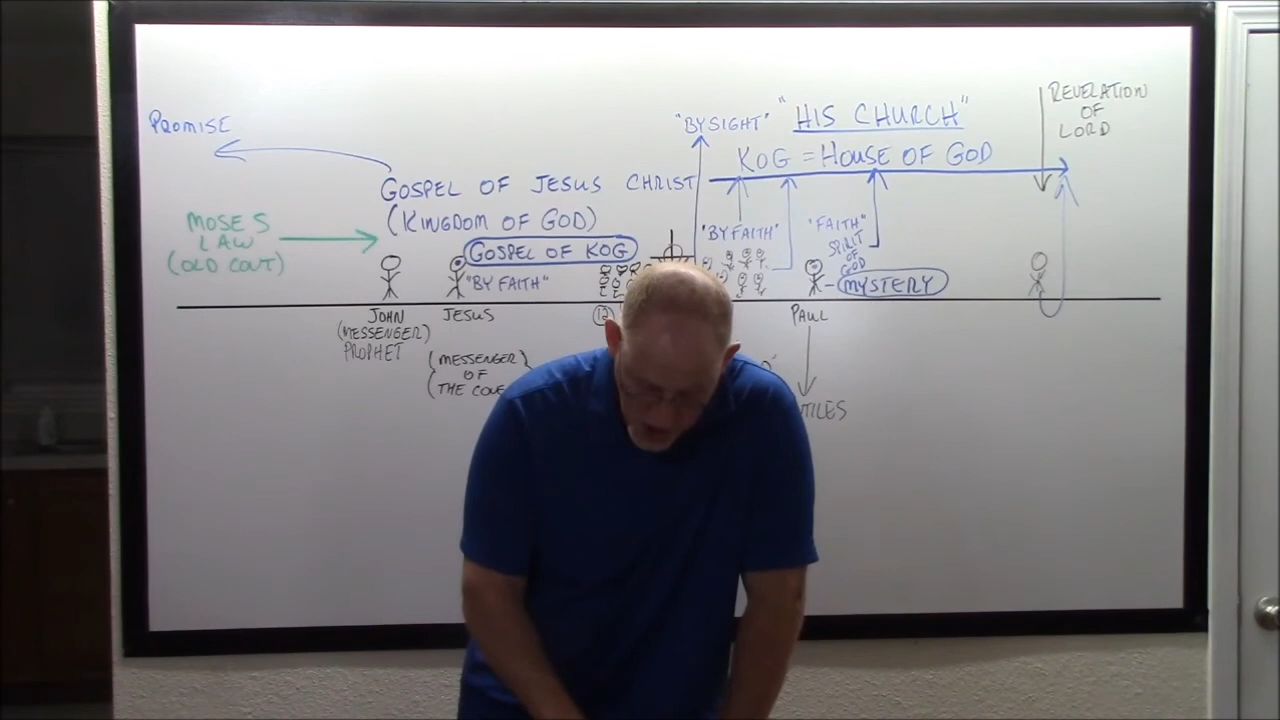 PROMISE
MOSES
LAW
(OLD COVT)
GOSPEL OF JESUS CHRIST
(KINGDOM OF GOD)
GOSPEL OF KOG
"BY FAITH"
JOHN
(MESSENGER)
PROPHET
JESUS
(MESSENGER)
OF
THE
12
"BY SIGHT"
"HIS CHURCH"
KOG = HOUSE OF GOD
"BY FAITH"
"FAITH"
SPIRIT
OF
GOD
MYSTERY
PAUL
REVELATION
OF
LORD